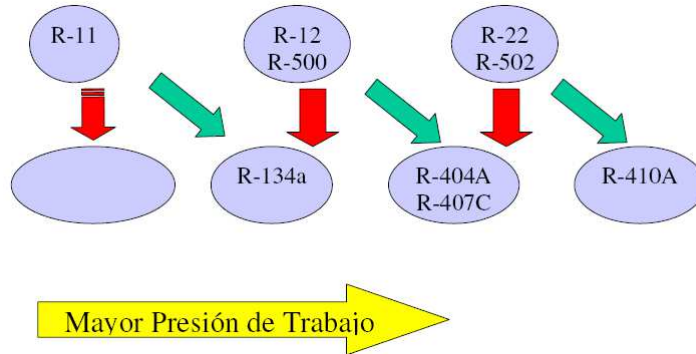 R-11
R-12
R-500
R-22
R-502
R-134a
R-404A
R-407C
R-410A
Mayor Presión de Trabajo